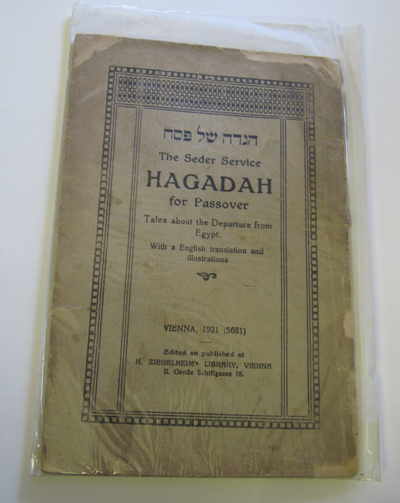 הגדה של פסח
The Seder Service
HAGADAH
for Passover
Tales about the Departure from
Egypt.
With a English translation and
illustrations
VIENNA, 1921 (5681)
Edited an published at
H. ZIEGELHEIM's LIBRARY, VIENNA
II. Große Schiffgasse 18.